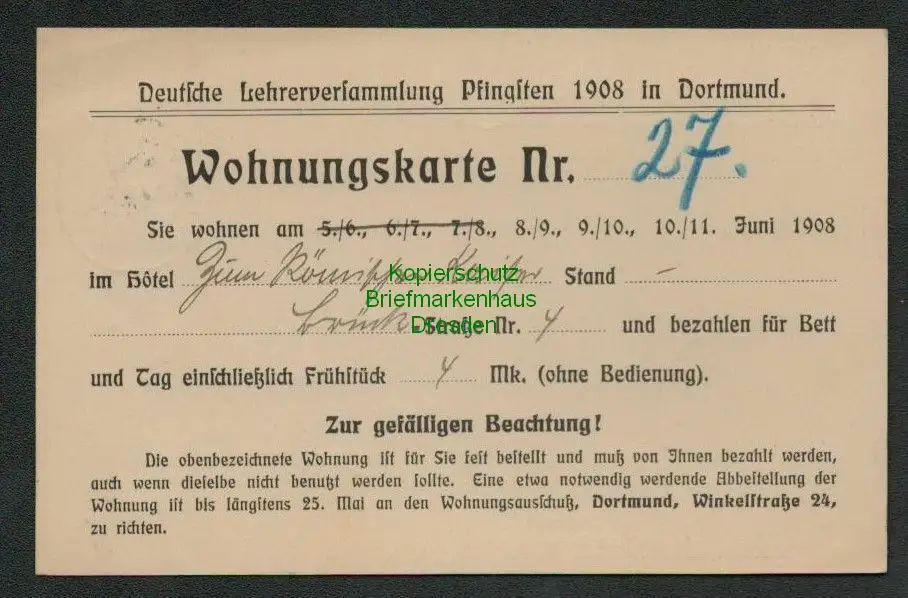 Deutsche Lehrerversammlung Pfingsten 1908 in Dortmund.
Wohnungskarte Nr. 27.
Sie wohnen am 5./6., 6./7., 7./8., 8./9., 9./10., 10./11. Juni 1908
im Hôtel Zum Römischen Kaiser Stand –
Brück-Straße Nr. 4 und bezahlen für Bett
und Tag einschließlich Frühstück 4 Mk. (ohne Bedienung).
Zur gefälligen Beachtung!
Die obenbezeichnete Wohnung ist für Sie fest bestellt und muß von Ihnen bezahlt werden,
auch wenn dieselbe nicht benutzt werden sollte. Eine etwa notwendig werdende Abbestellung der
Wohnung ist bis längstens 25. Mai an den Wohnungsausschuß, Dortmund, Winkelstraße 24,
zu richten.
Kopierschutz
Briefmarkenhaus
Dresden